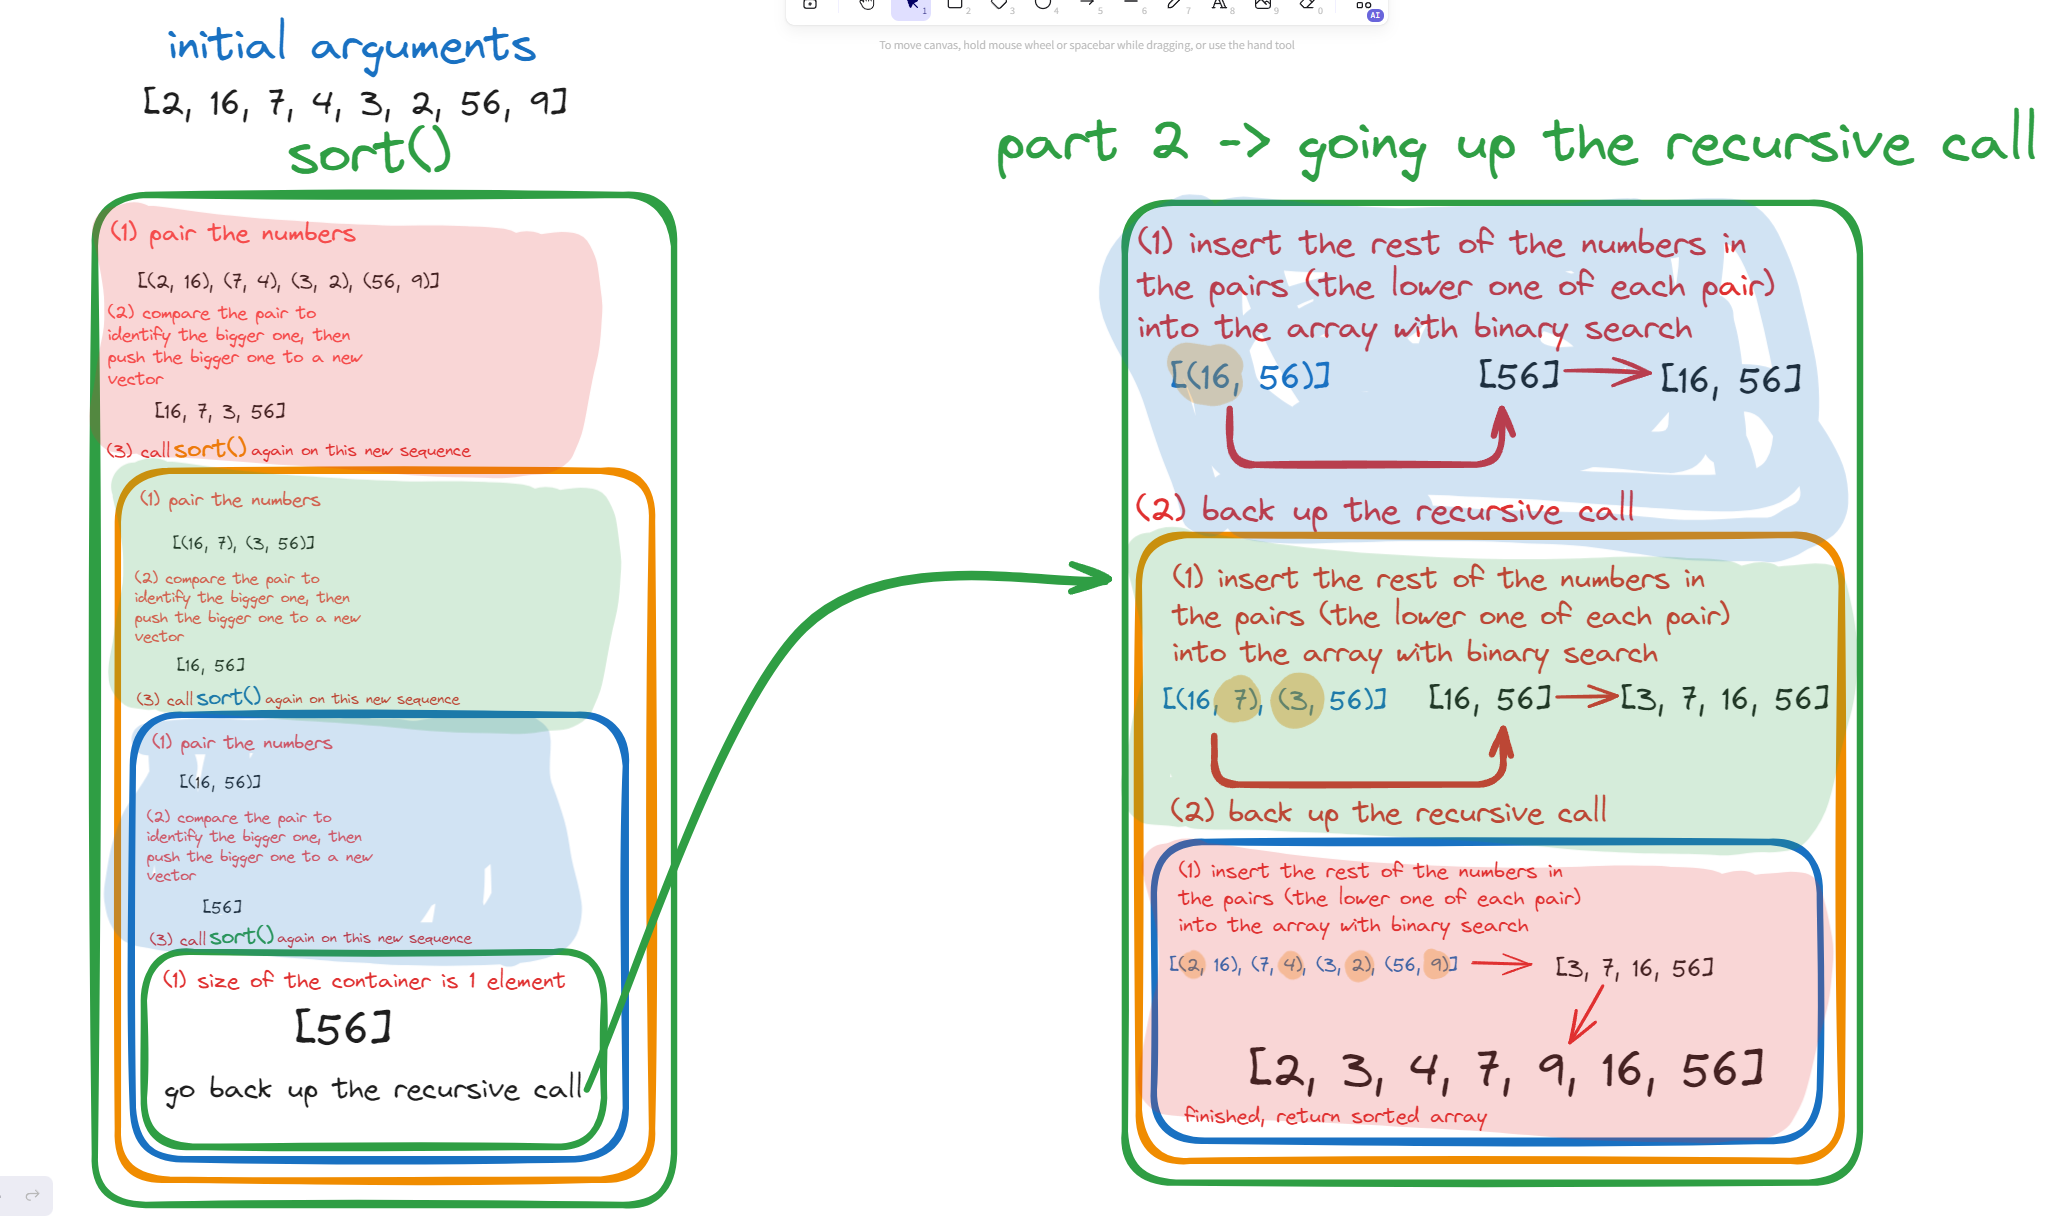 initial arguments
[2, 16, 7, 4, 3, 2, 56, 9]
sort()
(1) pair the numbers
[(2, 16), (7, 4), (3, 2), (56, 9)]
(2) compare the pair to
identify the bigger one, then
push the bigger one to a new
vector
[16, 7, 3, 56]
(3) call sort() again on this new sequence
(1) pair the numbers
[(16, 7), (3, 56)]
(2) compare the pair to
identify the bigger one, then
push the bigger one to a new
vector
[16, 56]
(3) call sort() again on this new sequence
(1) pair the numbers
[(16, 56)]
(2) compare the pair to
identify the bigger one, then
push the bigger one to a new
vector
[56]
(3) call sort() again on this new sequence
(1) size of the container is 1 element
[56]
go back up the recursive call
1 2 3 4 5 6 7 8 9 0 AI
To move canvas, hold mouse wheel or spacebar while dragging, or use the hand tool
part 2 -> going up the recursive call
(1) insert the rest of the numbers in
the pairs (the lower one of each pair)
into the array with binary search
[(16, 56)] [56] [16, 56]
(2) back up the recursive call
(1) insert the rest of the numbers in
the pairs (the lower one of each pair)
into the array with binary search
[(16, 7), (3, 56)] [16, 56] [3, 7, 16, 56]
(2) back up the recursive call
(1) insert the rest of the numbers in
the pairs (the lower one of each pair)
into the array with binary search
[(2, 16), (7, 4), (3, 2), (56, 9)] [3, 7, 16, 56]
[2, 3, 4, 7, 9, 16, 56]
finished, return sorted array